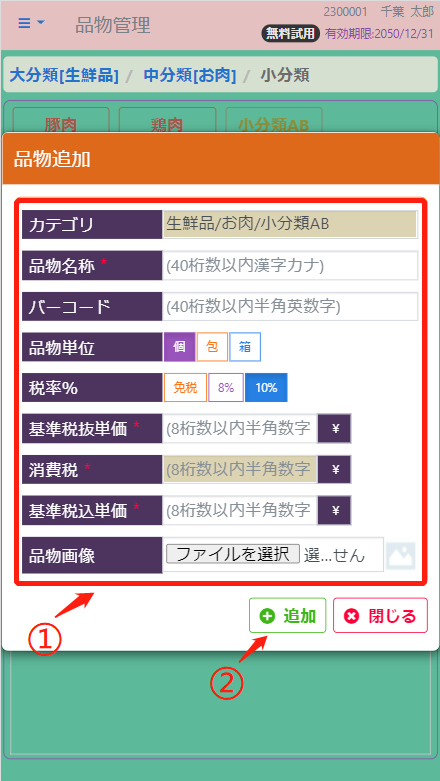 2300001 千葉 太郎
品物管理
無料試用 有効期限:2050/12/31
大分類[生鮮品] / 中分類[お肉] / 小分類
豚肉 鶏肉 小分類AB
品物追加
カテゴリ 生鮮品/お肉//小分類AB
品物名称 * (40桁数以内漢字カナ)
バーコード (40桁数以内半角英数字)
品物単位 個 包 箱
税率% 免税 8% 10%
基準税抜単価 * (8桁数以内半角数字 ¥
消費税 * (8桁数以内半角数字 ¥
基準税込単価 * (8桁数以内半角数字 ¥
品物画像 ファイルを選択 選...せん
① ② 追加 閉じる